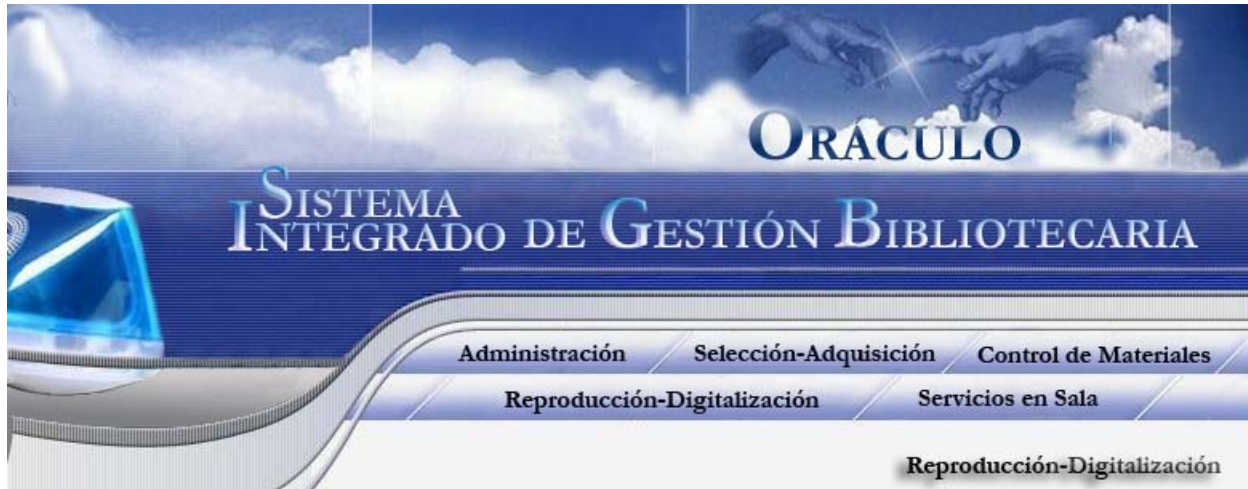 ORÁCULO
SISTEMA
INTEGRADO DE GESTIÓN BIBLIOTECARIA
Administración Selección-Adquisición Control de Materiales
Reproducción-Digitalización Servicios en Sala
Reproducción-Digitalización